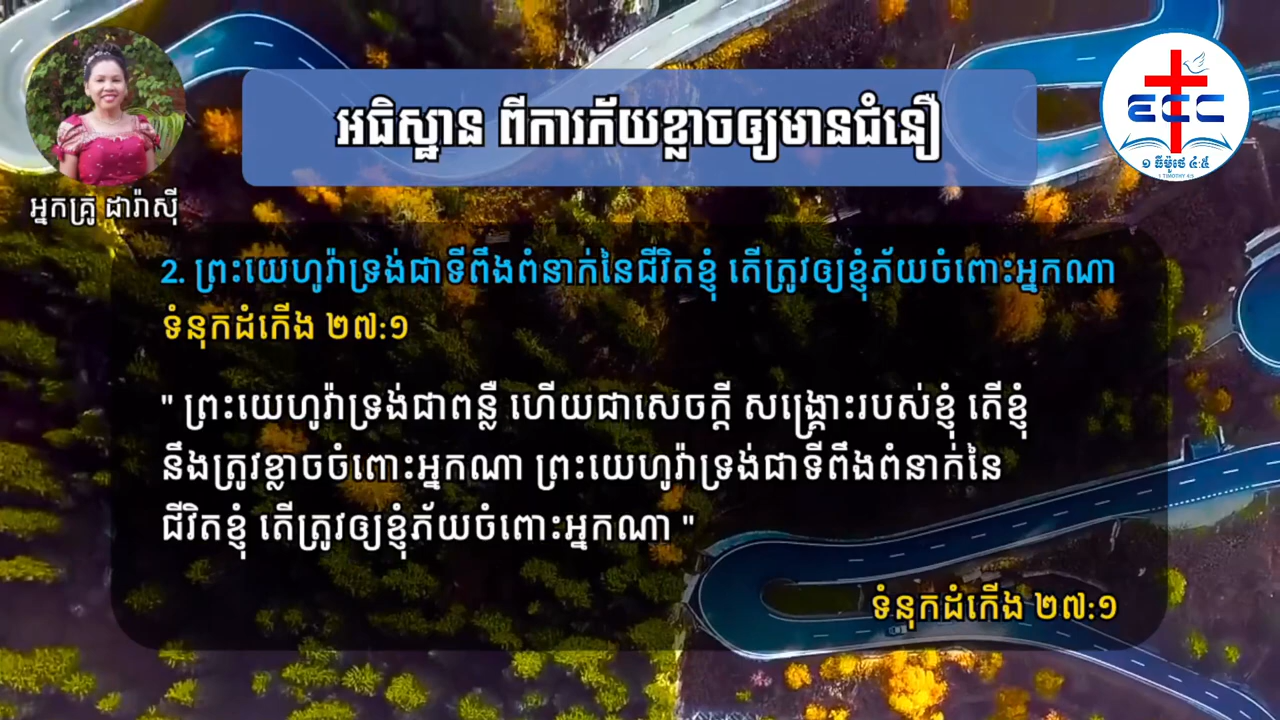 អធិស្ឋាន ពីការភ័យខ្លាចឲ្យមានជំនឿ
ECC
១ ធីម៉ូថេ ៤:៥
1 TIMOTHY 4:5
អ្នកគ្រូ ដារ៉ាស៊ី
2. ព្រះយេហូវ៉ាទ្រង់ជាទីពឹងពំនាក់នៃជីវិតខ្ញុំ តើត្រូវឲ្យខ្ញុំភ័យចំពោះអ្នកណា
ទំនុកដំកើង ២៧:១
" ព្រះយេហូវ៉ាទ្រង់ជាពន្លឺ ហើយជាសេចក្ដី សង្គ្រោះរបស់ខ្ញុំ តើខ្ញុំ
នឹងត្រូវខ្លាចចំពោះអ្នកណា ព្រះយេហូវ៉ាទ្រង់ជាទីពឹងពំនាក់នៃ
ជីវិតខ្ញុំ តើត្រូវឲ្យខ្ញុំភ័យចំពោះអ្នកណា "
ទំនុកដំកើង ២៧:១